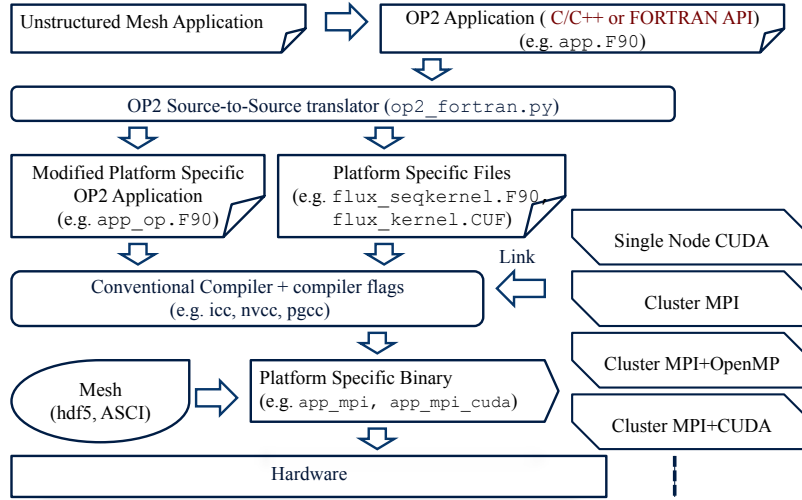 Unstructured Mesh Application
OP2 Application ( C/C++ or FORTRAN API)
(e.g. app.F90)
OP2 Source-to-Source translator (op2_fortran.py)
Modified Platform Specific
OP2 Application
(e.g. app_op.F90)
Platform Specific Files
(e.g. flux_seqkernel.F90,
flux_kernel.CUF)
Single Node CUDA
Link
Conventional Compiler + compiler flags
(e.g. icc, nvcc, pgcc)
Cluster MPI
Cluster MPI+OpenMP
Mesh
(hdf5, ASCI)
Platform Specific Binary
(e.g. app_mpi, app_mpi_cuda)
Cluster MPI+CUDA
Hardware